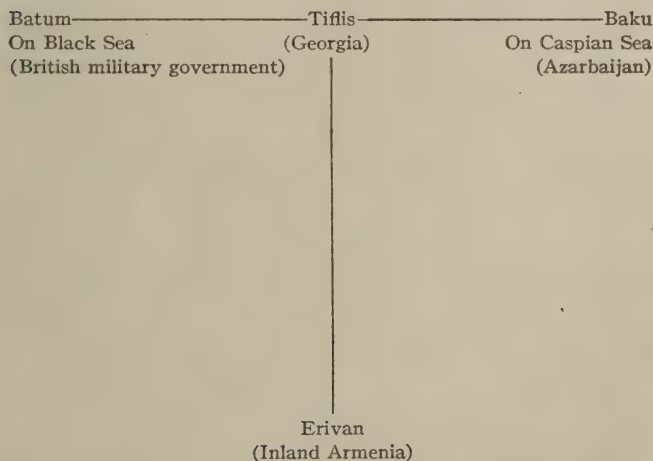 Batum Tiflis Baku
On Black Sea (Georgia) On Caspian Sea
(British military government) (Azarbaijan)
Erivan
(Inland Armenia)